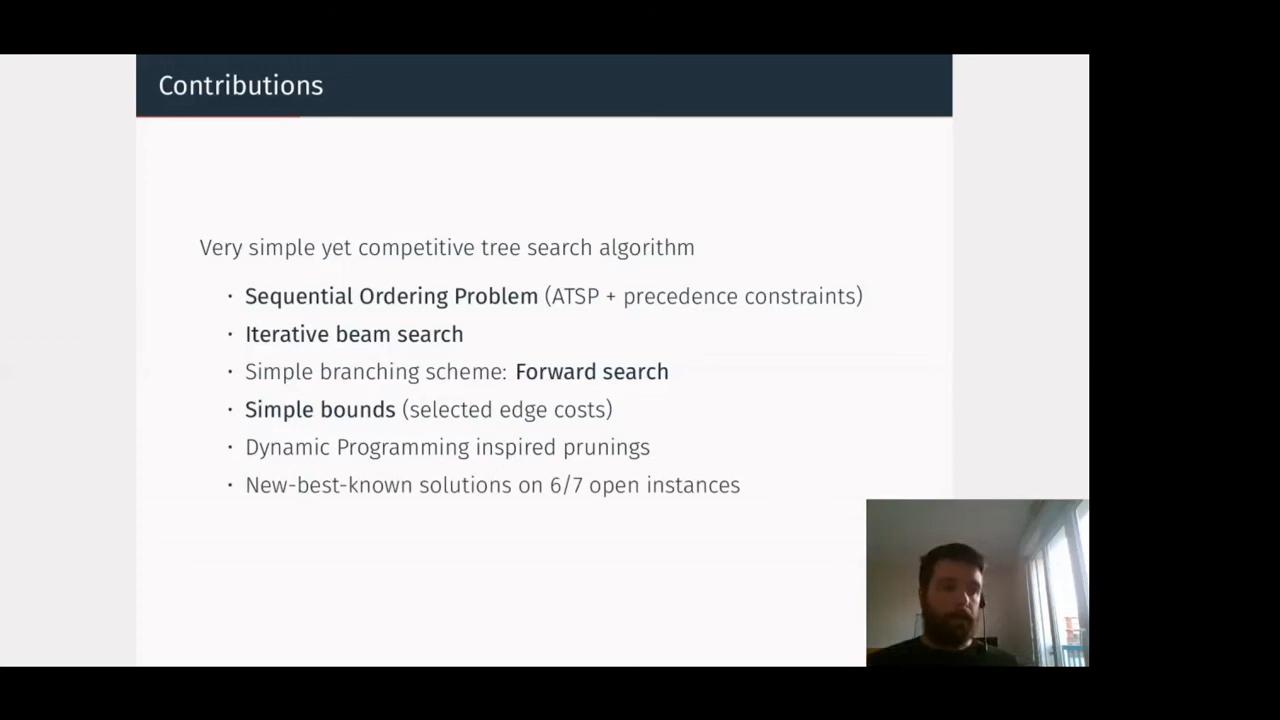 Contributions
Very simple yet competitive tree search algorithm
· Sequential Ordering Problem (ATSP + precedence constraints)
· Iterative beam search
· Simple branching scheme: Forward search
· Simple bounds (selected edge costs)
· Dynamic Programming inspired prunings
· New-best-known solutions on 6/7 open instances